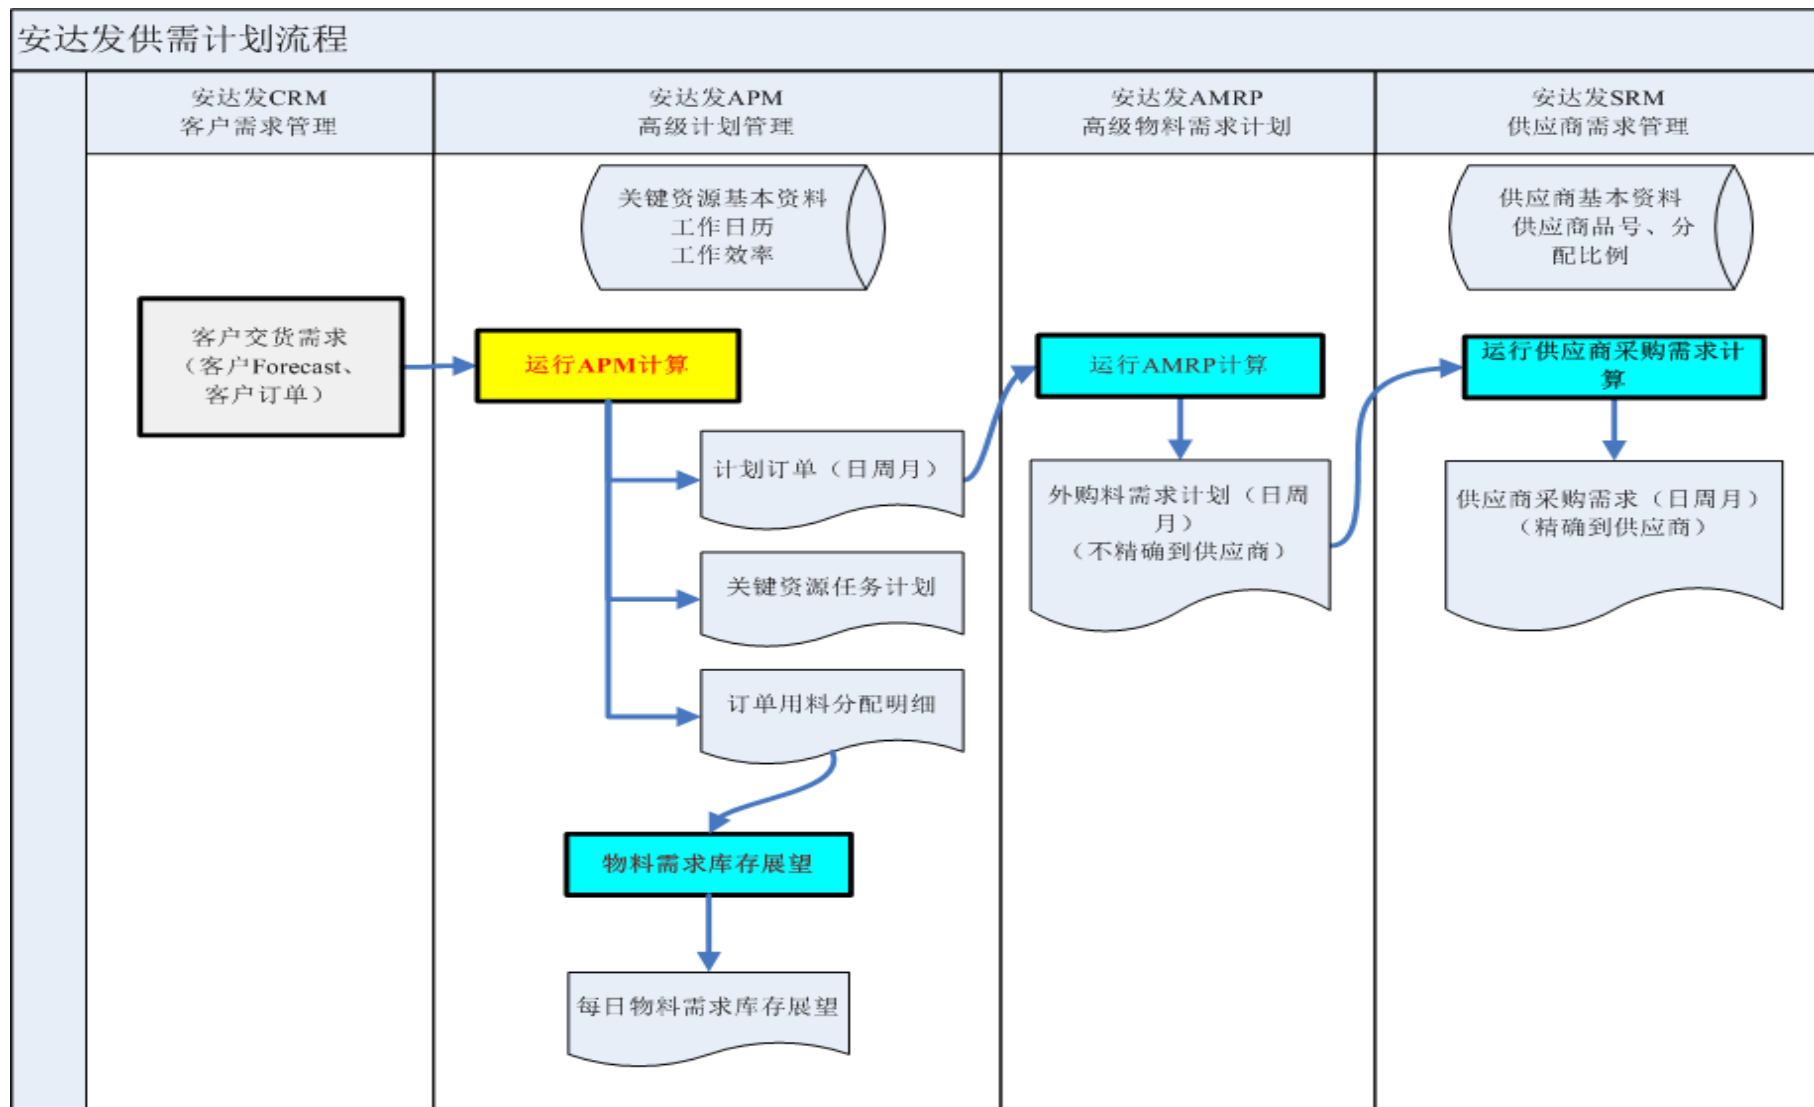 安达发供需计划流程
安达发CRM
客户需求管理
安达发APM
高级计划管理
安达发AMRP
高级物料需求计划
安达发SRM
供应商需求管理
关键资源基本资料
工作日历
工作效率
供应商基本资料
供应商品号、分
配比例
客户交货需求
（客户Forecast、
客户订单）
运行APM计算
运行AMRP计算
运行供应商采购需求计
算
计划订单（日周月）
外购料需求计划（日周
月）
（不精确到供应商）
供应商采购需求（日周月）
（精确到供应商）
关键资源任务计划
订单用料分配明细
物料需求库存展望
每日物料需求库存展望